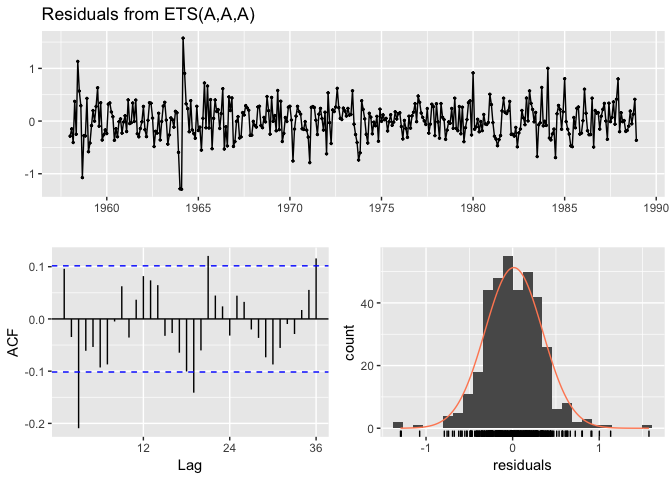 Residuals from ETS(A,A,A)
1
0
-1
1960 1965 1970 1975 1980 1985 1990
0.1
0.0
-0.1
-0.2
ACF
12 24 36
Lag
40
20
0
count
-1 0 1
residuals